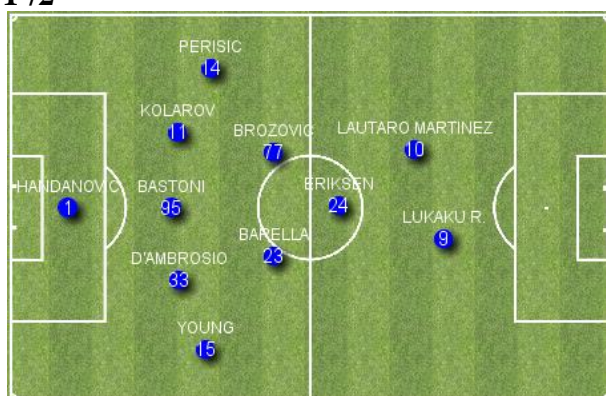 PERISIC
14
KOLAROV
11
BROZOVIC
77
LAUTARO MARTINEZ
10
HANDANOVIC
1
BASTONI
95
ERIKSEN
24
LUKAKU R.
9
BARELLA
23
D'AMBROSIO
33
YOUNG
15